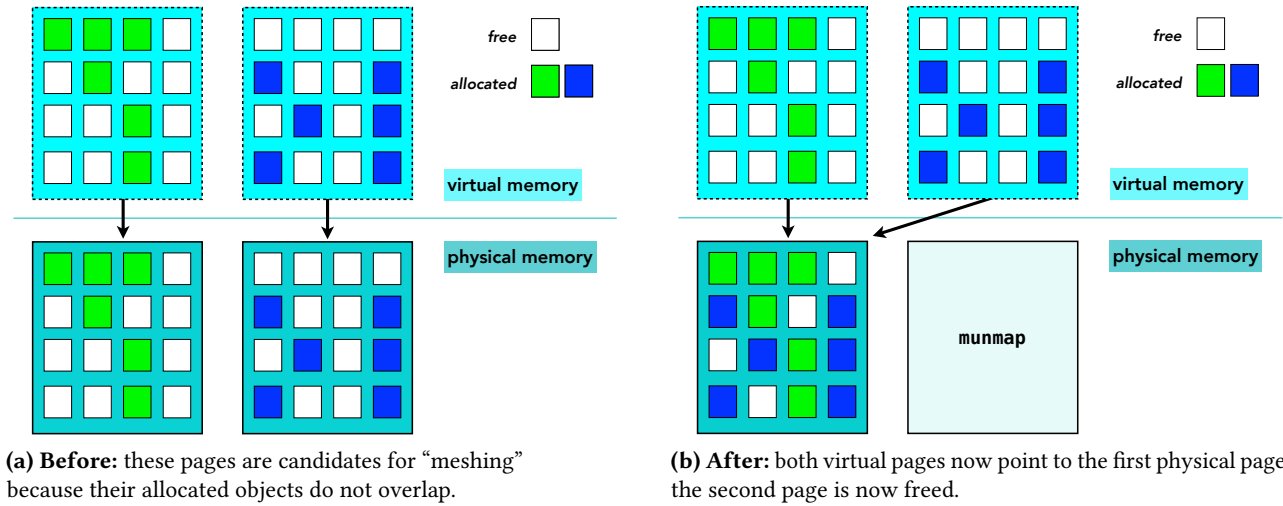 free
allocated
virtual memory
physical memory
(a) Before: these pages are candidates for “meshing”
because their allocated objects do not overlap.
free
allocated
virtual memory
physical memory
munmap
(b) After: both virtual pages now point to the first physical page
the second page is now freed.